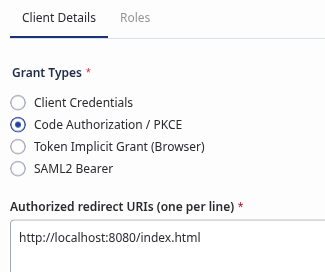 Client Details
Roles
Grant Types *
Client Credentials
Code Authorization / PKCE
Token Implicit Grant (Browser)
SAML2 Bearer
Authorized redirect URIs (one per line) *
http://localhost:8080/index.html